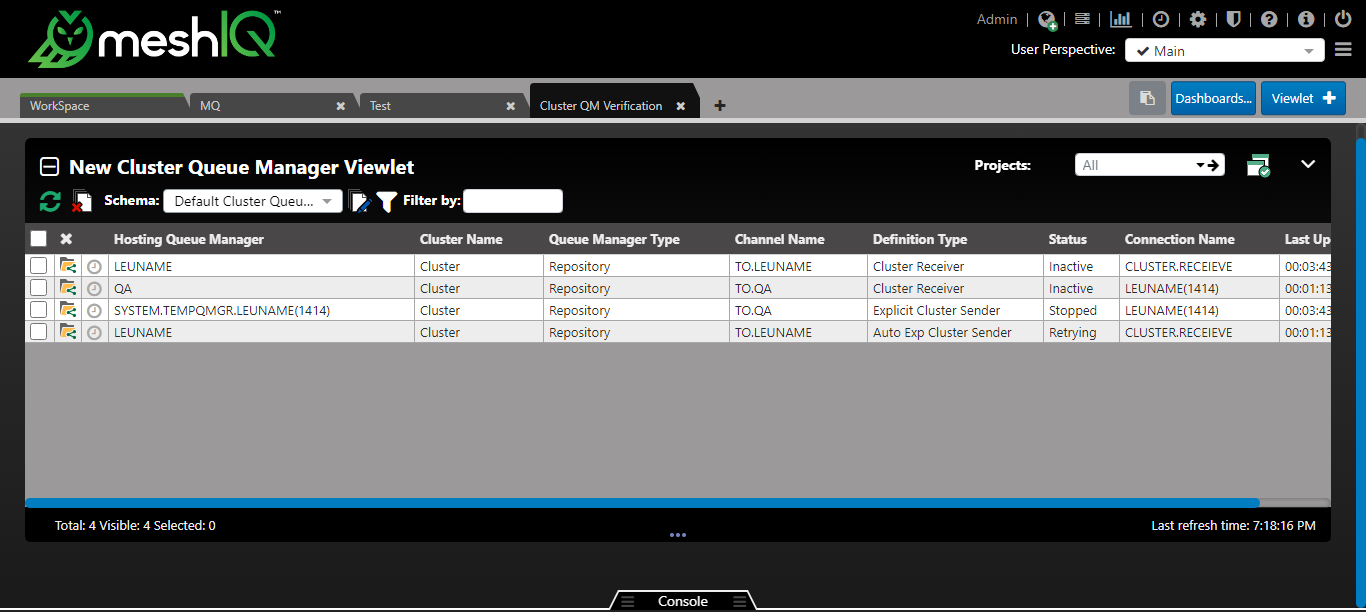 meshIQ™
Admin
User Perspective: Main
WorkSpace MQ Test Cluster QM Verification
Dashboards... Viewlet
New Cluster Queue Manager Viewlet
Projects: All
Schema: Default Cluster Queu... Filter by:
Hosting Queue Manager Cluster Name Queue Manager Type Channel Name Definition Type Status Connection Name Last Up
LEUNAME Cluster Repository TO.LEUNAME Cluster Receiver Inactive CLUSTER.RECEIEVE 00:03:43
QA Cluster Repository TO.QA Cluster Receiver Inactive LEUNAME(1414) 00:01:13
SYSTEM.TEMPQMGR.LEUNAME(1414) Cluster Repository TO.QA Explicit Cluster Sender Stopped LEUNAME(1414) 00:03:43
LEUNAME Cluster Repository TO.LEUNAME Auto Exp Cluster Sender Retrying CLUSTER.RECEIEVE 00:01:13
Total: 4 Visible: 4 Selected: 0
Last refresh time: 7:18:16 PM
Console